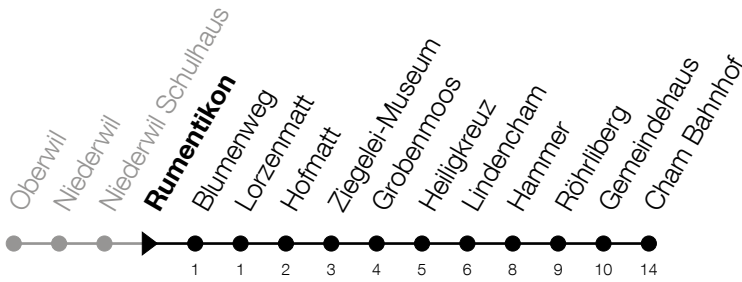 Oberwil
Niederwil
Niederwil Schulhaus
Rumentikon
Blumenweg
Lorzenmatt
Hofmatt
Ziegelei-Museum
Grobenmoos
Heiligkreuz
Lindencham
Hammer
Röhrliberg
Gemeindehaus
Cham Bahnhof
1 1 2 3 4 5 6 8 9 10 14